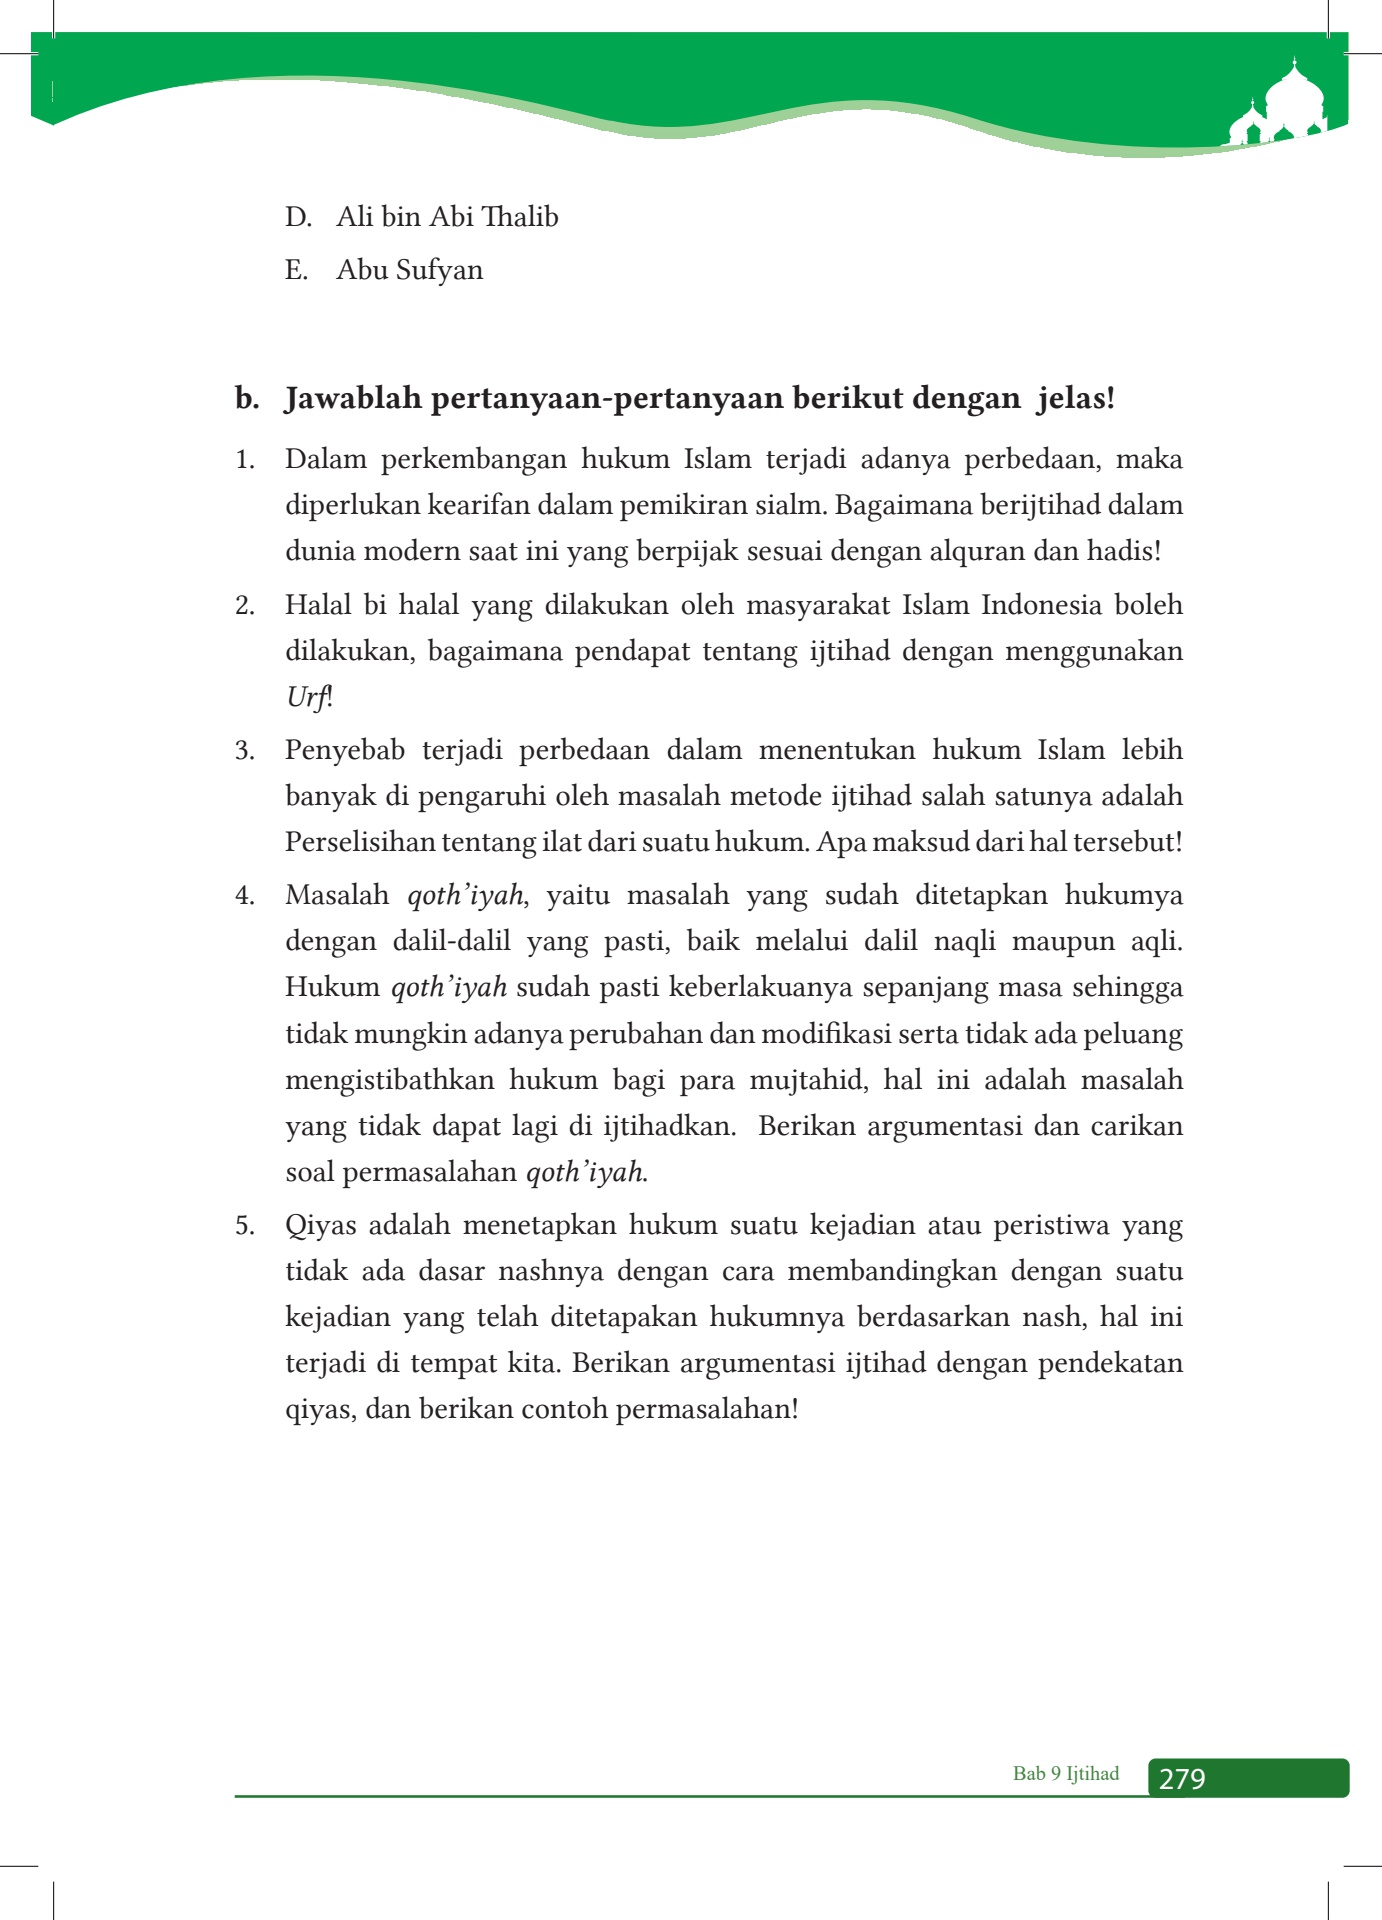 D. Ali bin Abi Thalib
E. Abu Sufyan
b. Jawablah pertanyaan-pertanyaan berikut dengan jelas!
1. Dalam perkembangan hukum Islam terjadi adanya perbedaan, maka
diperlukan kearifan dalam pemikiran sialm. Bagaimana berijtihad dalam
dunia modern saat ini yang berpijak sesuai dengan alquran dan hadis!
2. Halal bi halal yang dilakukan oleh masyarakat Islam Indonesia boleh
dilakukan, bagaimana pendapat tentang ijtihad dengan menggunakan
Urf!
3. Penyebab terjadi perbedaan dalam menentukan hukum Islam lebih
banyak di pengaruhi oleh masalah metode ijtihad salah satunya adalah
Perselisihan tentang ilat dari suatu hukum. Apa maksud dari hal tersebut!
4. Masalah qoth’iyah, yaitu masalah yang sudah ditetapkan hukumya
dengan dalil-dalil yang pasti, baik melalui dalil naqli maupun aqli.
Hukum qoth’iyah sudah pasti keberlakuanya sepanjang masa sehingga
tidak mungkin adanya perubahan dan modifikasi serta tidak ada peluang
mengistibathkan hukum bagi para mujtahid, hal ini adalah masalah
yang tidak dapat lagi di ijtihadkan. Berikan argumentasi dan carikan
soal permasalahan qoth’iyah.
5. Qiyas adalah menetapkan hukum suatu kejadian atau peristiwa yang
tidak ada dasar nashnya dengan cara membandingkan dengan suatu
kejadian yang telah ditetapakan hukumnya berdasarkan nash, hal ini
terjadi di tempat kita. Berikan argumentasi ijtihad dengan pendekatan
qiyas, dan berikan contoh permasalahan!
Bab 9 Ijtihad 279